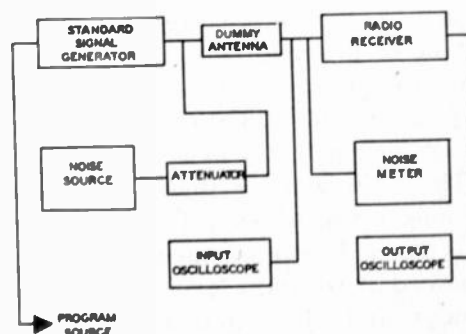 STANDARD
SIGNAL
GENERATOR
DUMMY
ANTENNA
RADIO
RECEIVER
NOISE
SOURCE
ATTENUATOR
NOISE
METER
INPUT
OSCILLOSCOPE
OUTPUT
OSCILLOSCOPE
PROGRAM
SOURCE